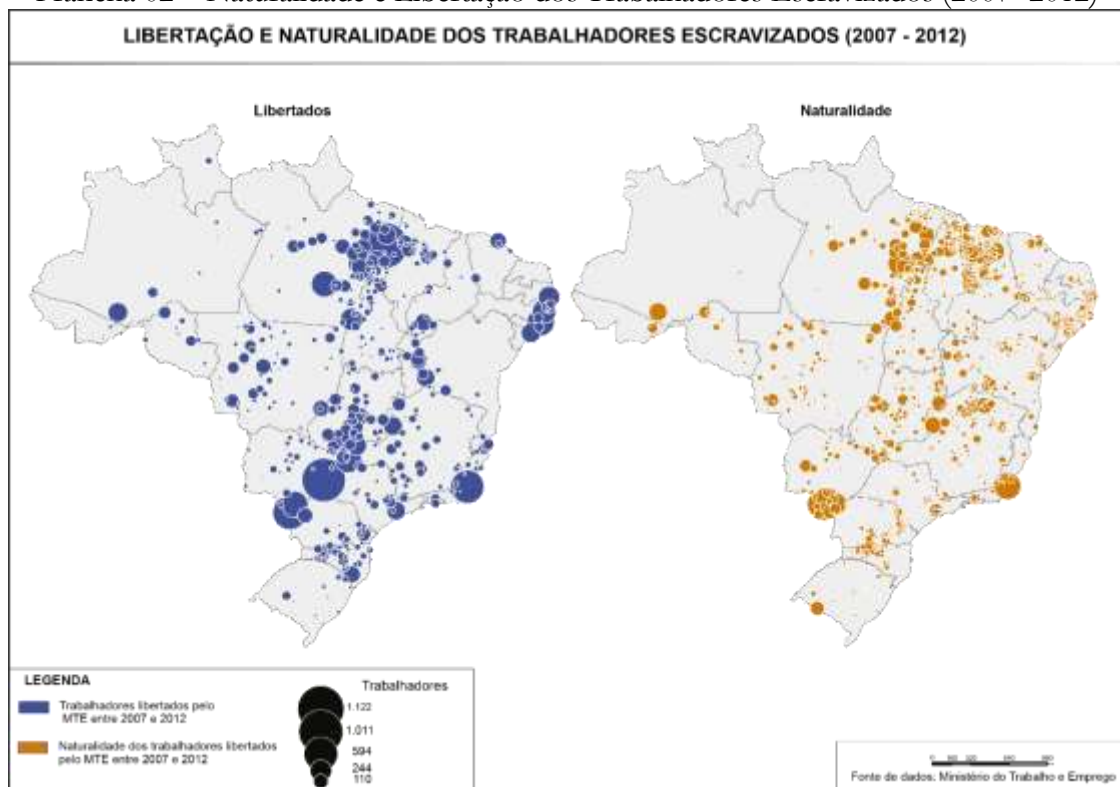 LIBERTAÇÃO E NATURALIDADE DOS TRABALHADORES ESCRAVIZADOS (2007 - 2012)
Libertados
Naturalidade
LEGENDA
Trabalhadores libertados pelo
MTE entre 2007 e 2012
Naturalidade dos trabalhadores libertados
pelo MTE entre 2007 e 2012
Trabalhadores
1.122
1.011
594
244
110
Fonte de dados: Ministério do Trabalho e Emprego